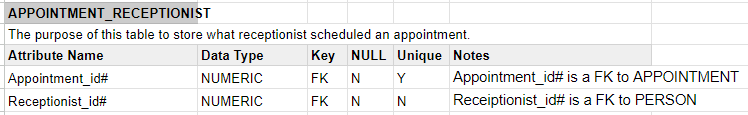 APPOINTMENT_RECEPTIONIST
The purpose of this table to store what receptionist scheduled an appointment.
Attribute Name Data Type Key NULL Unique Notes
Appointment_id# NUMERIC FK N Y Appointment_id# is a FK to APPOINTMENT
Receptionist_id# NUMERIC FK N N Receiptionist_id# is a FK to PERSON